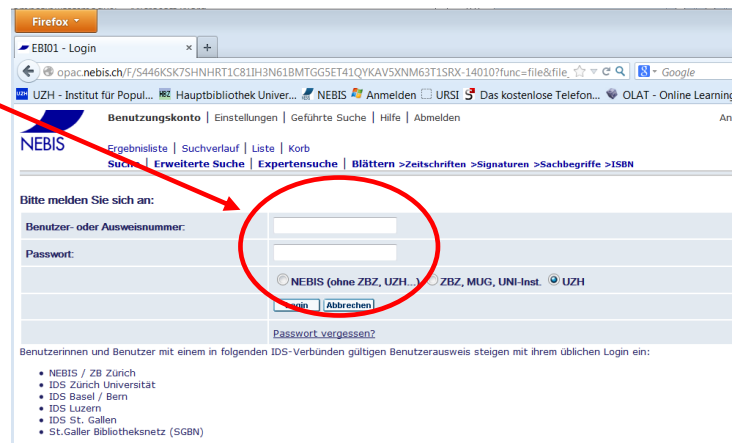 Firefox
EBI01 - Login
opac.nebis.ch/F/S446KSK7SHNHRT1C81IH3N61BMTGG5ET41QYKAV5XNM63T1SRX-14010?func=file&file_ Google
UZH - Institut für Popul... Hauptbibliothek Univer... NEBIS Anmelden URSI Das kostenlose Telefon... OLAT - Online Learning
Benutzungskonto | Einstellungen | Geführte Suche | Hilfe | Abmelden An
NEBIS
Ergebnisliste | Suchverlauf | Liste | Korb
Suche | Erweiterte Suche | Expertensuche | Blättern >Zeitschriften >Signaturen >Sachbegriffe >ISBN
Bitte melden Sie sich an:
Benutzer- oder Ausweisnummer:
Passwort:
NEBIS (ohne ZBZ, UZH...) ZBZ, MUG, UNI-Inst. UZH
Login Abbrechen
Passwort vergessen?
Benutzerinnen und Benutzer mit einem in folgenden IDS-Verbünden gültigen Benutzerausweis steigen mit ihrem üblichen Login ein:
• NEBIS / ZB Zürich
• IDS Zürich Universität
• IDS Basel / Bern
• IDS Luzern
• IDS St. Gallen
• St.Galler Bibliotheksnetz (SGBN)